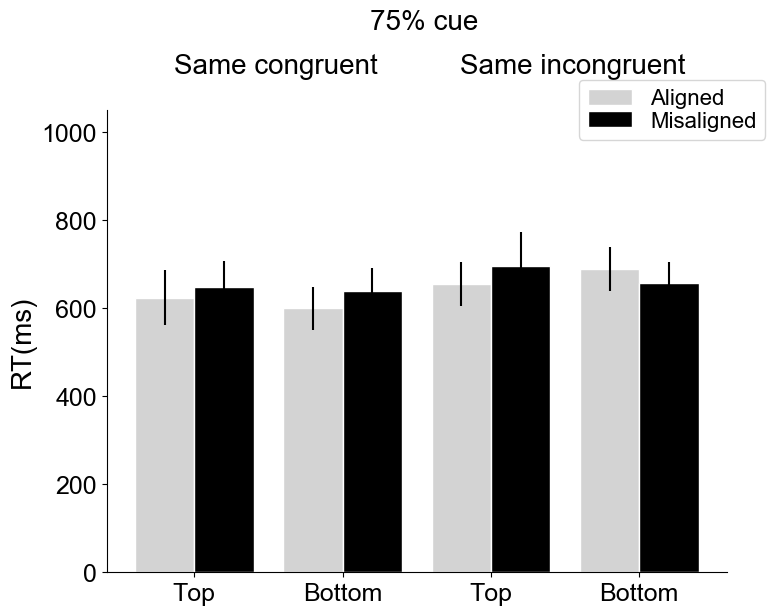 75% cue
Same congruent
Same incongruent
Aligned
Misaligned
1000
800
600
400
200
0
RT(ms)
Top
Bottom
Top
Bottom